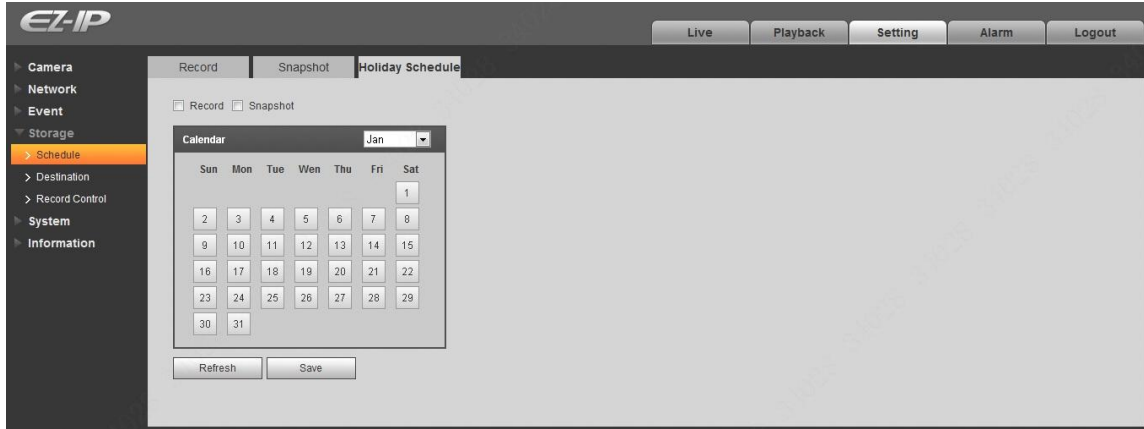 EZ-IP
Live Playback Setting Alarm Logout
Camera
Network
Event
Storage
Schedule
Destination
Record Control
System
Information
Record Snapshot Holiday Schedule
Record Snapshot
Calendar Jan
Sun Mon Tue Wen Thu Fri Sat
1
2 3 4 5 6 7 8
9 10 11 12 13 14 15
16 17 18 19 20 21 22
23 24 25 26 27 28 29
30 31
Refresh Save